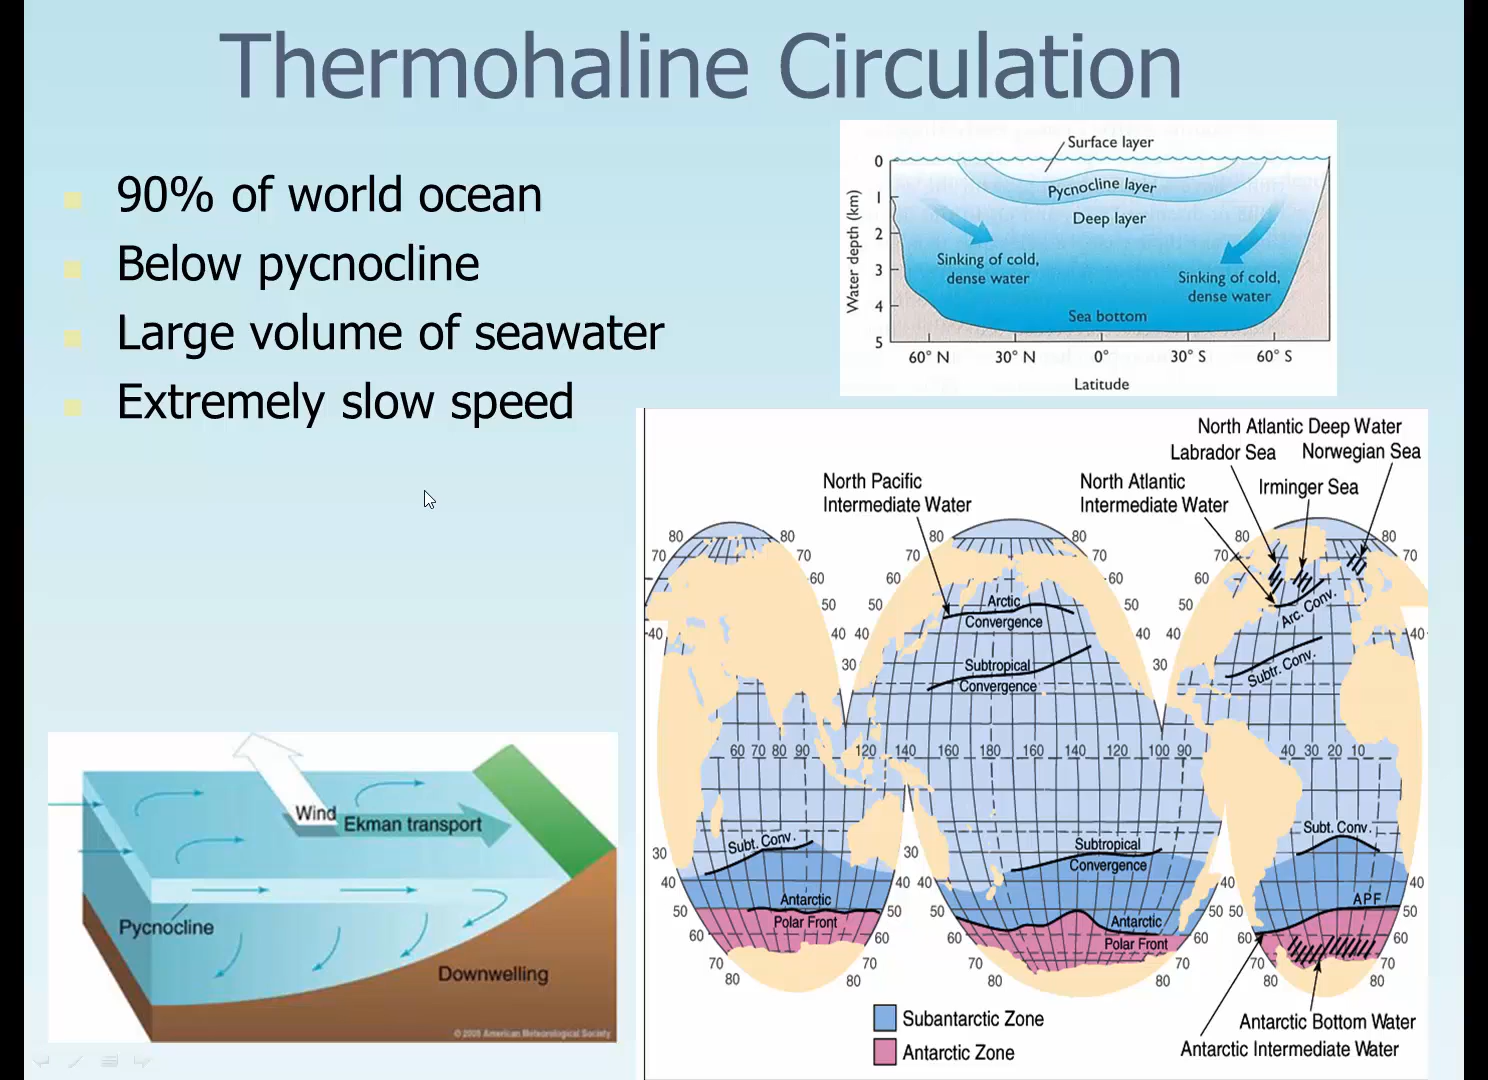 Thermohaline Circulation
90% of world ocean
Below pycnocline
Large volume of seawater
Extremely slow speed
Surface layer
Pycnocline layer
Deep layer
Sinking of cold,
dense water
Sinking of cold,
dense water
Sea bottom
Water depth (km)
0
1
2
3
4
5
60° N 30° N 0° 30° S 60° S
Latitude
North Atlantic Deep Water
Labrador Sea Norwegian Sea
North Pacific
Intermediate Water
North Atlantic
Intermediate Water
Irminger Sea
80 80 80 80 80 80
70 70 70 70 70 70
60 60 60 60
50 50 50 50 50
40 40 40 40 40 40
30 30
Arctic
Convergence
Arc. Conv.
Subtropical
Convergence
Subtr. Conv.
60 70 80 90 120 140 160 180 160 140 120 100 90 40 30 20 10
Subt. Conv.
Subtropical
Convergence
Subt. Conv.
30 30 30
40 40 40 40
50 50 50 50 50
60 60 60 60 60 60
70 70 70 70 70 70
80 80 80 80 80 80
Antarctic
Polar Front
Antarctic
Polar Front
APF
Subantarctic Zone
Antarctic Zone
Antarctic Bottom Water
Antarctic Intermediate Water
Wind
Ekman transport
Pycnocline
Downwelling
© 2005 American Meteorological Society